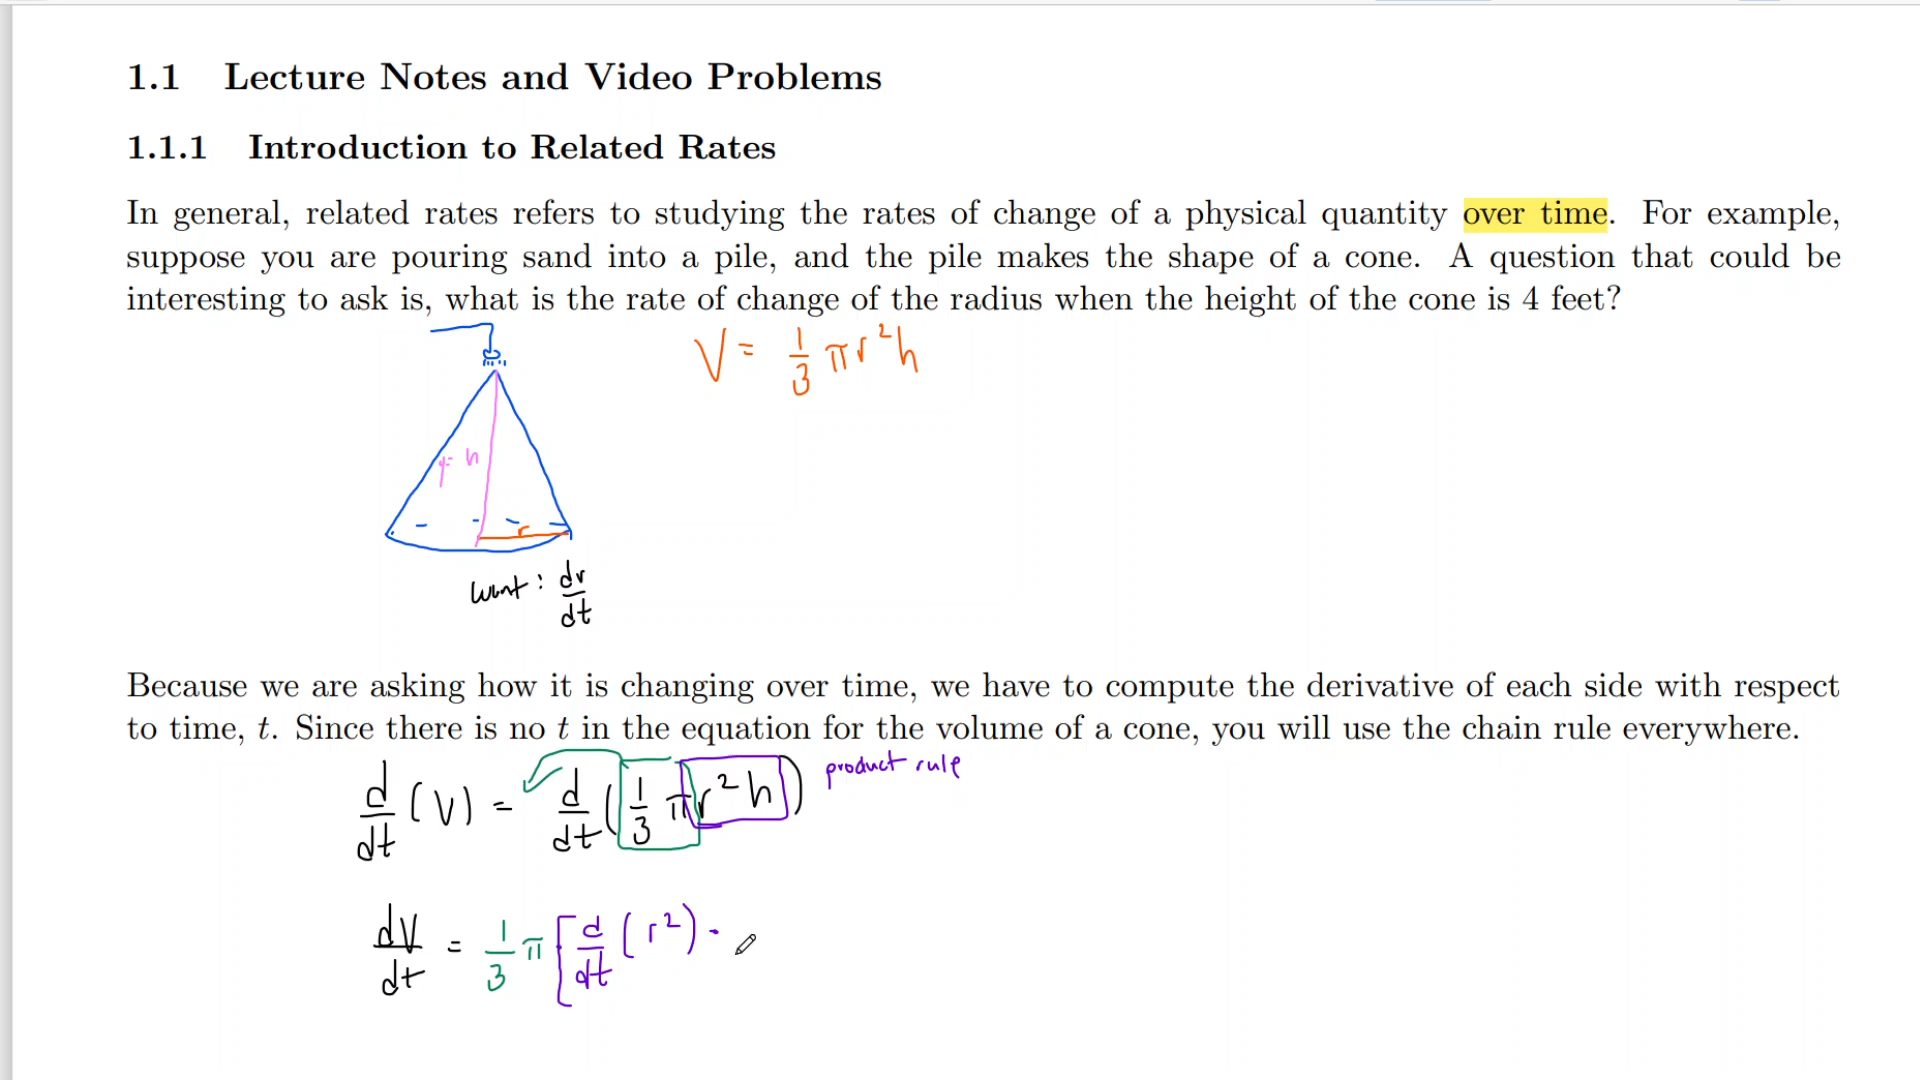 1.1 Lecture Notes and Video Problems
1.1.1 Introduction to Related Rates
In general, related rates refers to studying the rates of change of a physical quantity over time. For example,
suppose you are pouring sand into a pile, and the pile makes the shape of a cone. A question that could be
interesting to ask is, what is the rate of change of the radius when the height of the cone is 4 feet?
V = 1/3 πr²h
h
r
want: dr/dt
Because we are asking how it is changing over time, we have to compute the derivative of each side with respect
to time, t. Since there is no t in the equation for the volume of a cone, you will use the chain rule everywhere.
d/dt (V) = d/dt (1/3 πr²h) product rule
dV/dt = 1/3 π [d/dt (r²) ·